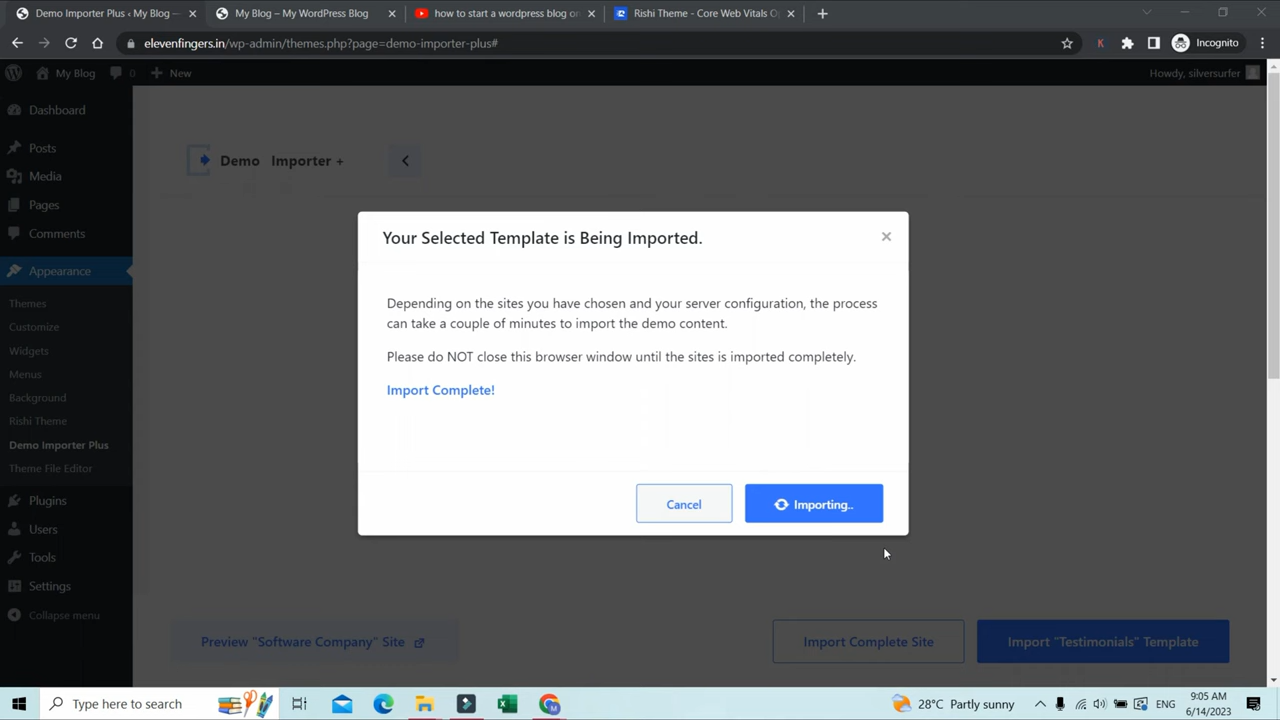 Demo Importer Plus ‹ My Blog —
My Blog – My WordPress Blog
how to start a wordpress blog on
Rishi Theme - Core Web Vitals O
elevenfingers.in/wp-admin/themes.php?page=demo-importer-plus#
Incognito
My Blog
0
New
Howdy, silversurfer
Dashboard
Posts
Media
Pages
Comments
Appearance
Themes
Customize
Widgets
Menus
Background
Rishi Theme
Demo Importer Plus
Theme File Editor
Plugins
Users
Tools
Settings
Collapse menu
Demo Importer +
Your Selected Template is Being Imported.
Depending on the sites you have chosen and your server configuration, the process
can take a couple of minutes to import the demo content.
Please do NOT close this browser window until the sites is imported completely.
Import Complete!
Cancel
Importing..
Preview "Software Company" Site
Import Complete Site
Import "Testimonials" Template
Type here to search
28°C Partly sunny
ENG
9:05 AM
6/14/2023